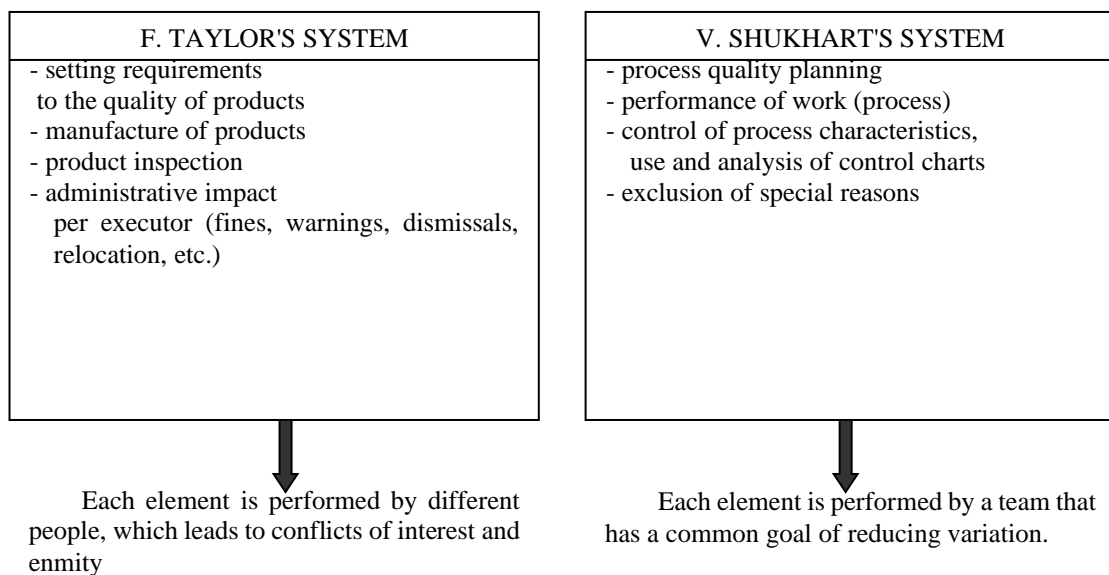 F. TAYLOR'S SYSTEM
- setting requirements
to the quality of products
- manufacture of products
- product inspection
- administrative impact
per executor (fines, warnings, dismissals,
relocation, etc.)
Each element is performed by different
people, which leads to conflicts of interest and
enmity
V. SHUKHART'S SYSTEM
- process quality planning
- performance of work (process)
- control of process characteristics,
use and analysis of control charts
- exclusion of special reasons
Each element is performed by a team that
has a common goal of reducing variation.